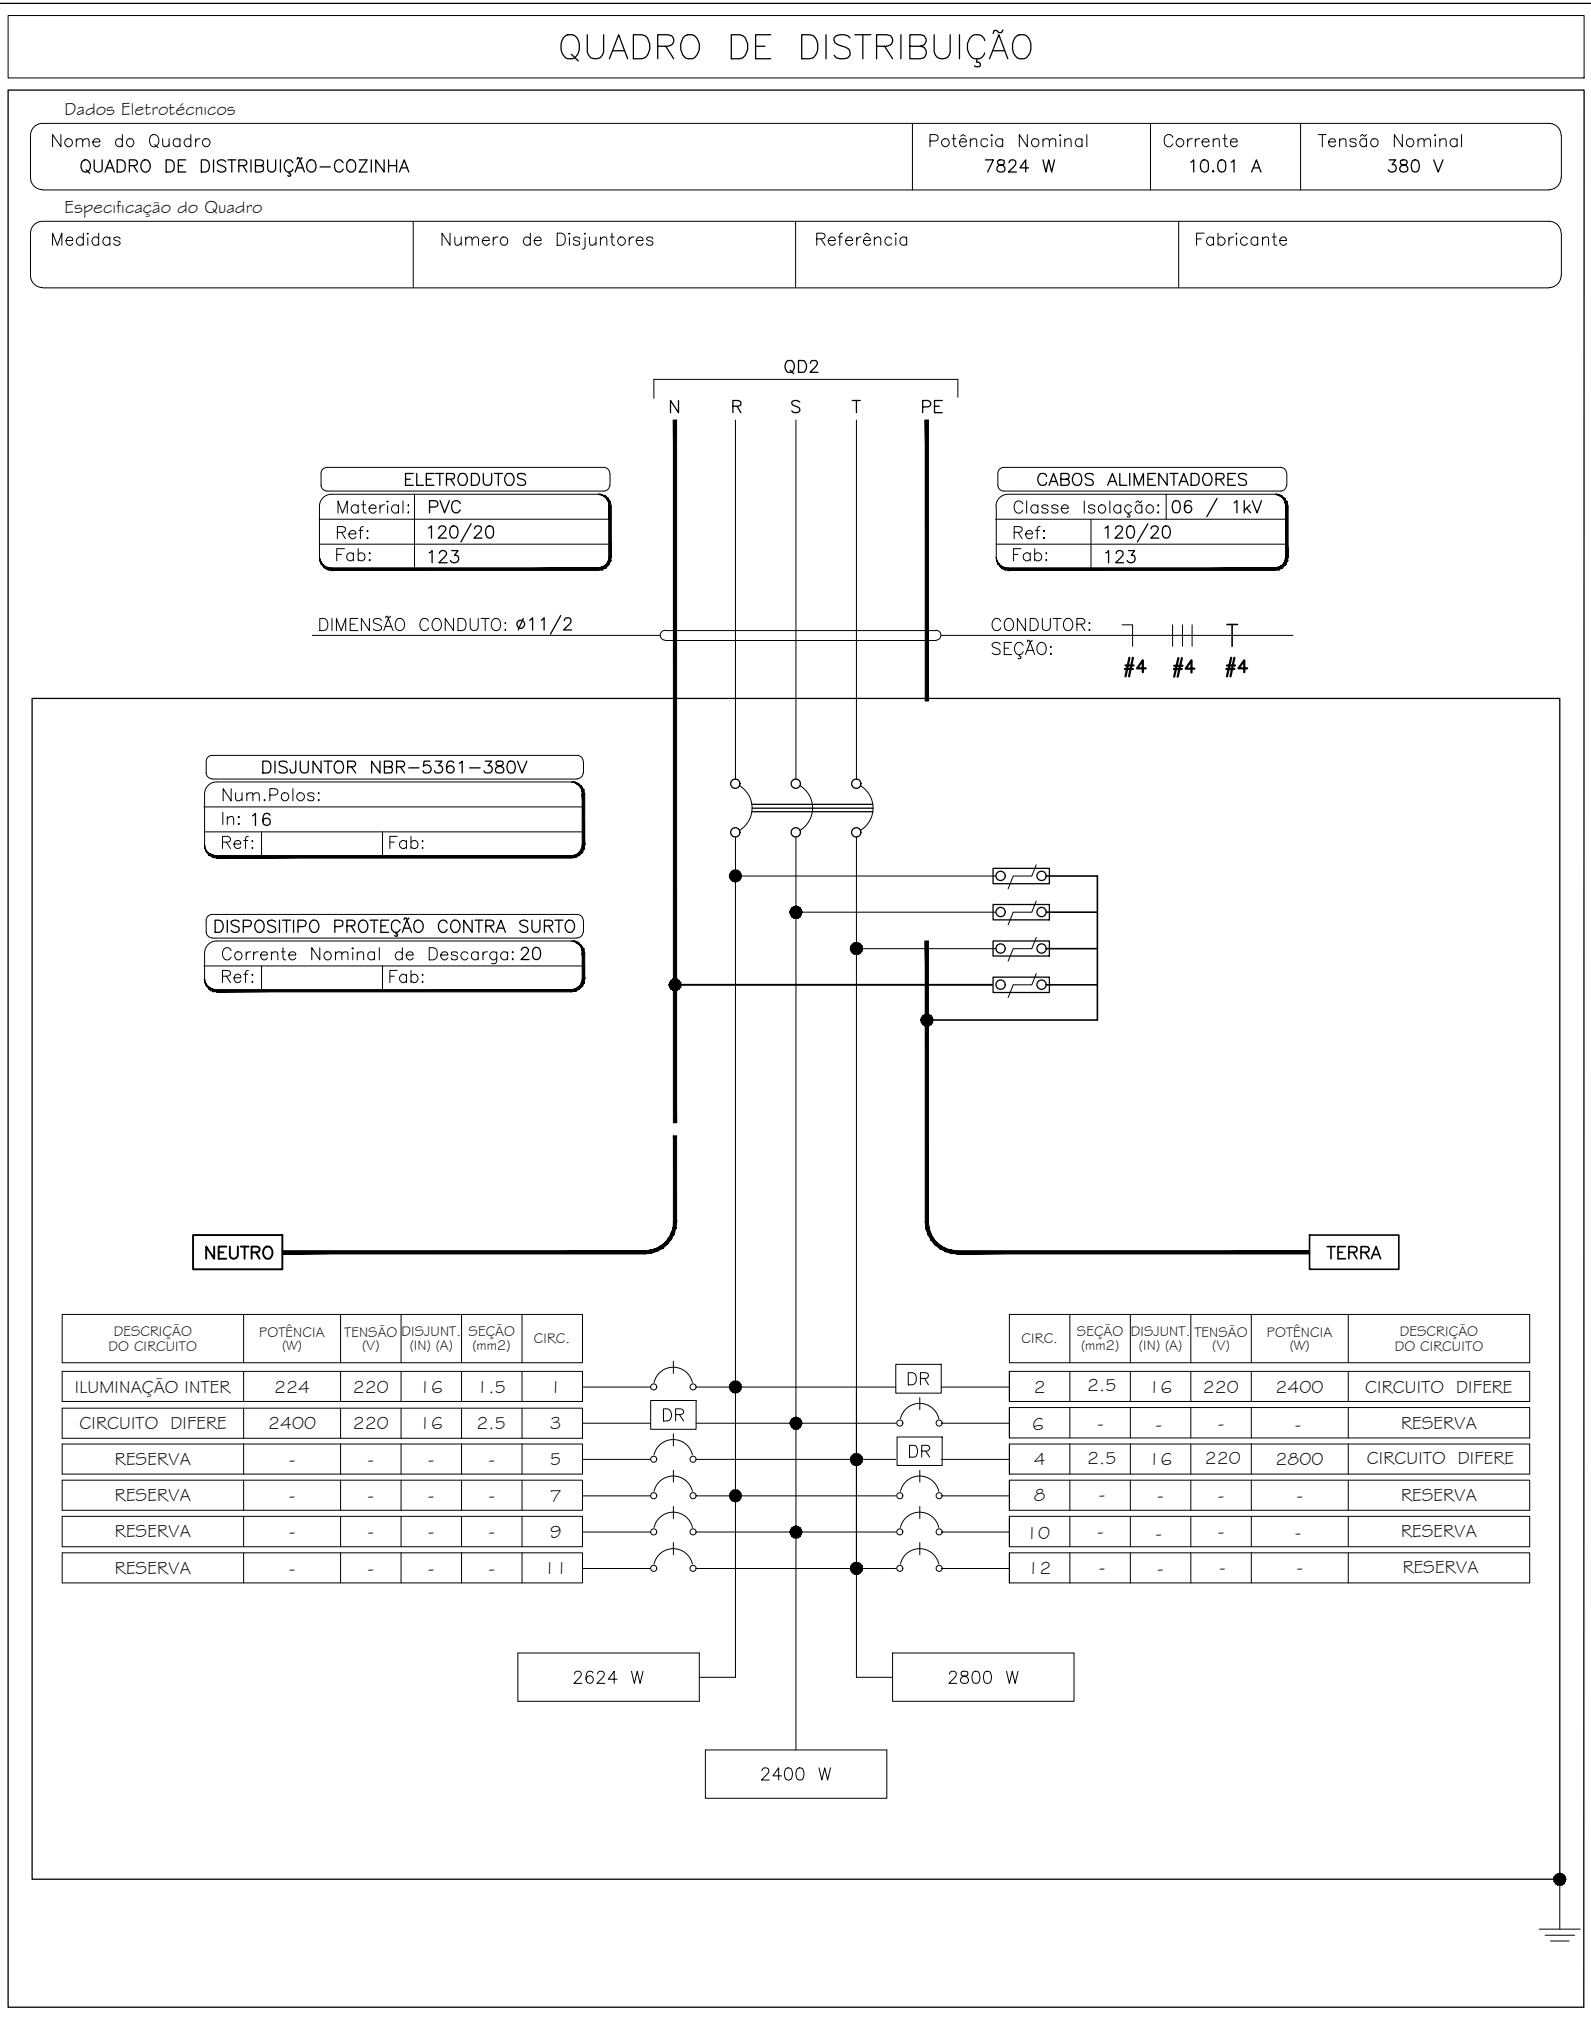 QUADRO DE DISTRIBUIÇÃO
Dados Eletrotécnicos
Nome do Quadro
QUADRO DE DISTRIBUIÇÃO-COZINHA
Potência Nominal
7824 W
Corrente
10.01 A
Tensão Nominal
380 V
Especificação do Quadro
Medidas
Numero de Disjuntores
Referência
Fabricante
QD2
N R S T PE
ELETRODUTOS
Material: PVC
Ref: 120/20
Fab: 123
CABOS ALIMENTADORES
Classe Isolação: 06 / 1kV
Ref: 120/20
Fab: 123
DIMENSÃO CONDUTO: ø11/2
CONDUTOR:
SEÇÃO:
#4 #4 #4
DISJUNTOR NBR-5361-380V
Num.Polos:
In: 16
Ref: Fab:
DISPOSITIPO PROTEÇÃO CONTRA SURTO
Corrente Nominal de Descarga: 20
Ref: Fab:
NEUTRO
TERRA
DESCRIÇÃO DO CIRCUITO POTÊNCIA (W) TENSÃO (V) DISJUNT. (IN) (A) SEÇÃO (mm2) CIRC.
ILUMINAÇÃO INTER 224 220 16 1.5 1
CIRCUITO DIFERE 2400 220 16 2.5 3
RESERVA - - - - 5
RESERVA - - - - 7
RESERVA - - - - 9
RESERVA - - - - 11
DR
DR
DR
CIRC. SEÇÃO (mm2) DISJUNT. (IN) (A) TENSÃO (V) POTÊNCIA (W) DESCRIÇÃO DO CIRCUITO
2 2.5 16 220 2400 CIRCUITO DIFERE
6 - - - - RESERVA
4 2.5 16 220 2800 CIRCUITO DIFERE
8 - - - - RESERVA
10 - - - - RESERVA
12 - - - - RESERVA
2624 W
2800 W
2400 W